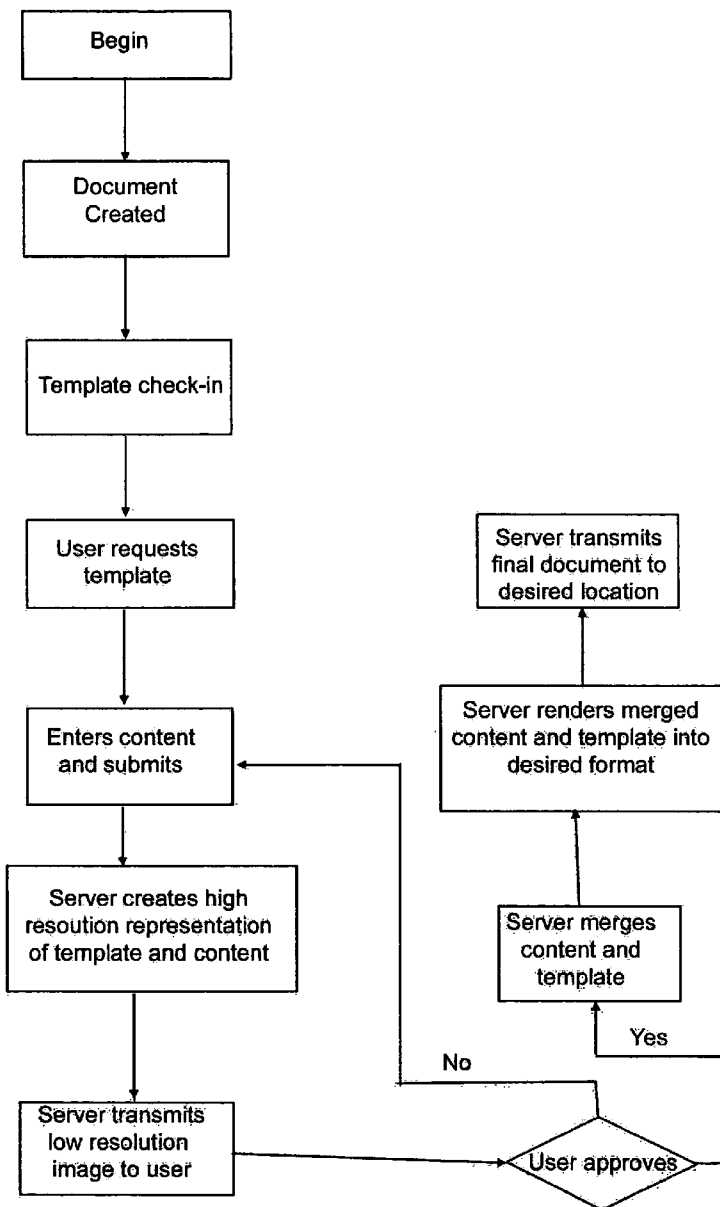 Begin
Document
Created
Template check-in
User requests
template
Enters content
and submits
Server creates high
resoution representation
of template and content
Server transmits
low resolution
image to user
User approves
No
Yes
Server merges
content and
template
Server renders merged
content and template into
desired format
Server transmits
final document to
desired location